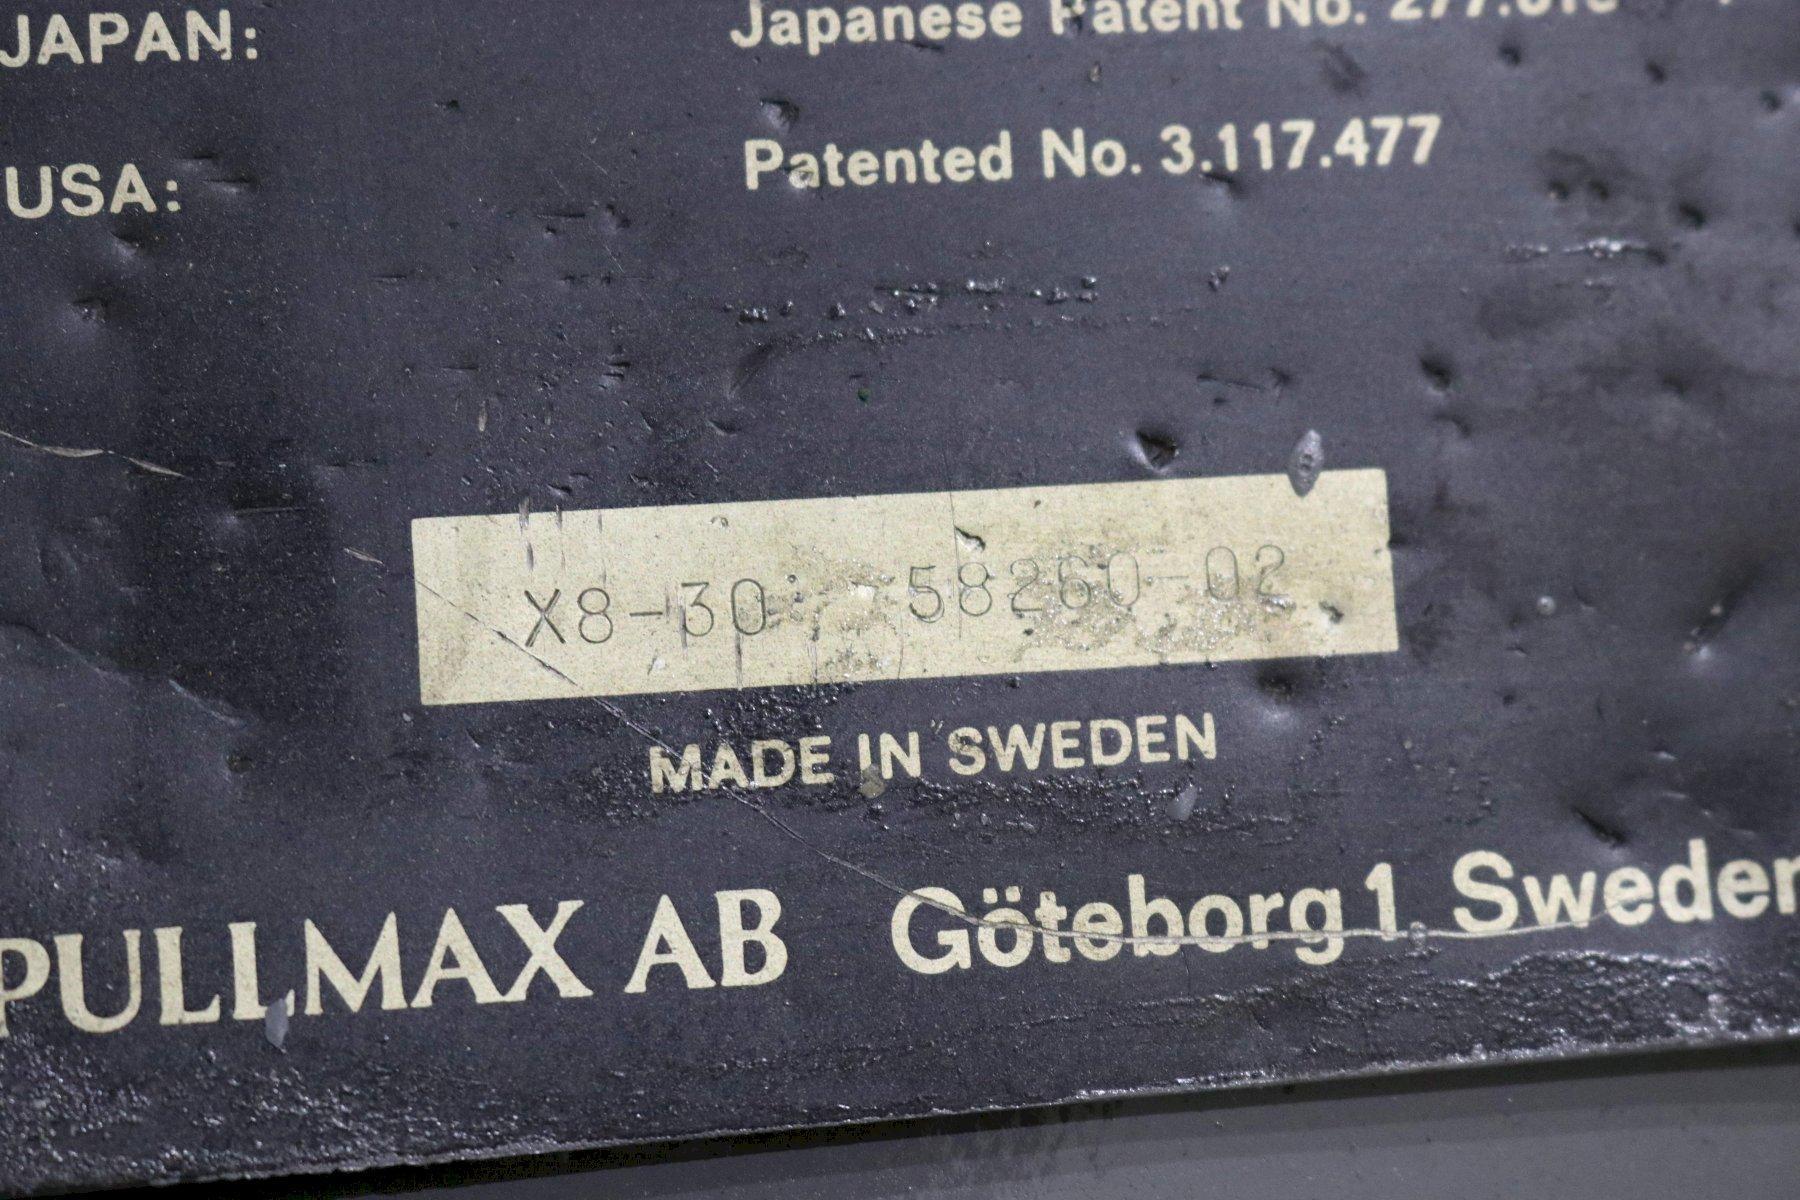 JAPAN: Japanese Patent No.
USA: Patented No. 3.117.477
X8-30 58260-02
MADE IN SWEDEN
PULLMAX AB Göteborg 1, Sweden